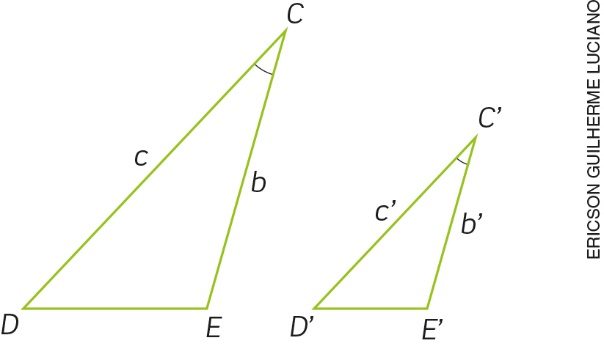 C
c
b
D
E
C’
c’
b’
D’
E’
ERICSON GUILHERME LUCIANO